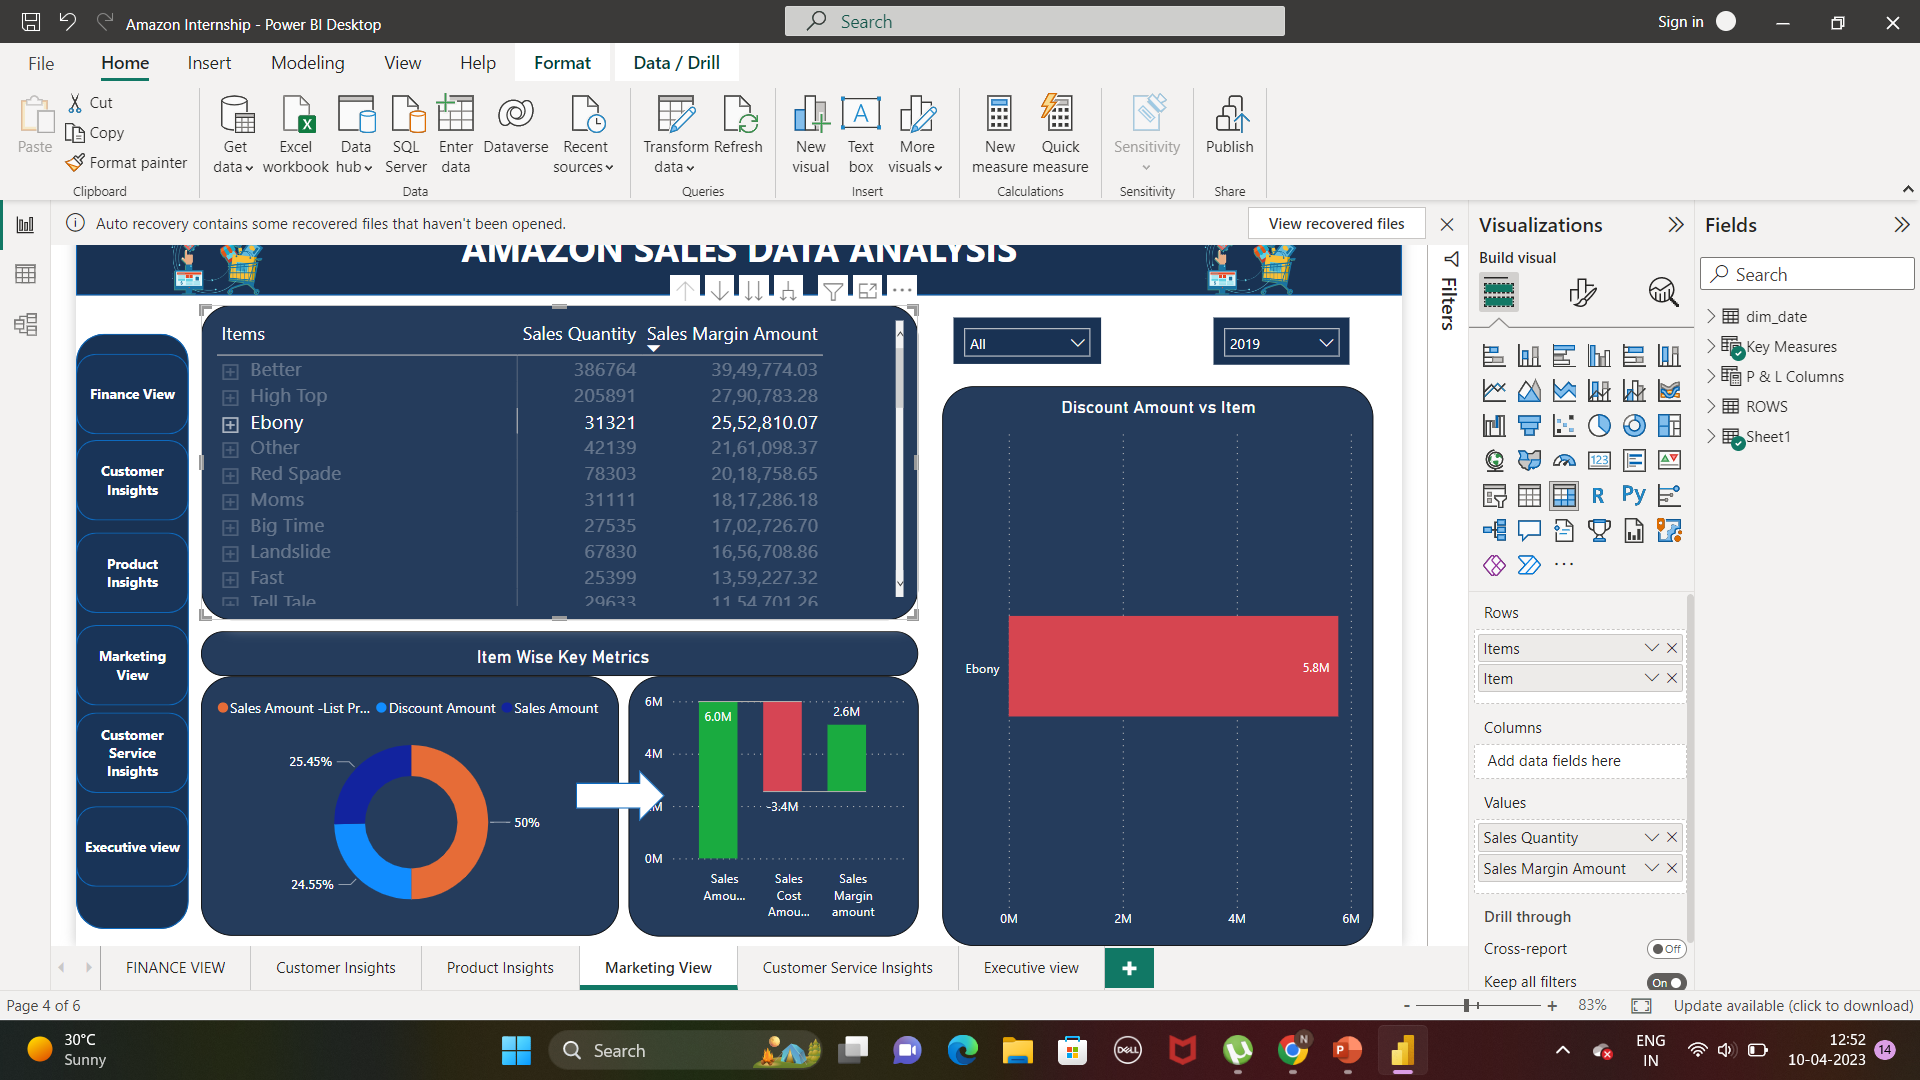 Amazon Internship - Power BI Desktop
Search
Sign in
File Home Insert Modeling View Help Format Data / Drill
Paste
Cut
Copy
Format painter
Clipboard
Get data
Excel workbook
Data hub
SQL Server
Enter data
Dataverse
Recent sources
Data
Transform data
Refresh
Queries
New visual
Text box
More visuals
Insert
New measure
Quick measure
Calculations
Sensitivity
Sensitivity
Publish
Share
Auto recovery contains some recovered files that haven't been opened.
View recovered files
AMAZON SALES DATA ANALYSIS
Finance View
Customer
Insights
Product
Insights
Marketing
View
Customer
Service
Insights
Executive view
Items Sales Quantity Sales Margin Amount
Better 386764 39,49,774.03
High Top 205891 27,90,783.28
Ebony 31321 25,52,810.07
Other 42139 21,61,098.37
Red Spade 78303 20,18,758.65
Moms 31111 18,17,286.18
Big Time 27535 17,02,726.70
Landslide 67830 16,56,708.86
Fast 25399 13,59,227.32
Tell Tale 29633 11,54,701.26
All
2019
Item Wise Key Metrics
Sales Amount -List Pr... Discount Amount Sales Amount
25.45%
50%
24.55%
6M
4M
M
0M
6.0M
-3.4M
2.6M
Sales
Amou...
Sales
Cost
Amou...
Sales
Margin
amount
Discount Amount vs Item
Ebony
5.8M
0M 2M 4M 6M
Filters
Visualizations
Build visual
123
R
Py
Rows
Items
Item
Columns
Add data fields here
Values
Sales Quantity
Sales Margin Amount
Drill through
Cross-report
Off
Keep all filters
On
Fields
Search
dim_date
Key Measures
P & L Columns
ROWS
Sheet1
FINANCE VIEW Customer Insights Product Insights Marketing View Customer Service Insights Executive view
Page 4 of 6
- + 83%
Update available (click to download)
30°C
Sunny
Search
DELL
N
P
ENG
IN
12:52
10-04-2023
14